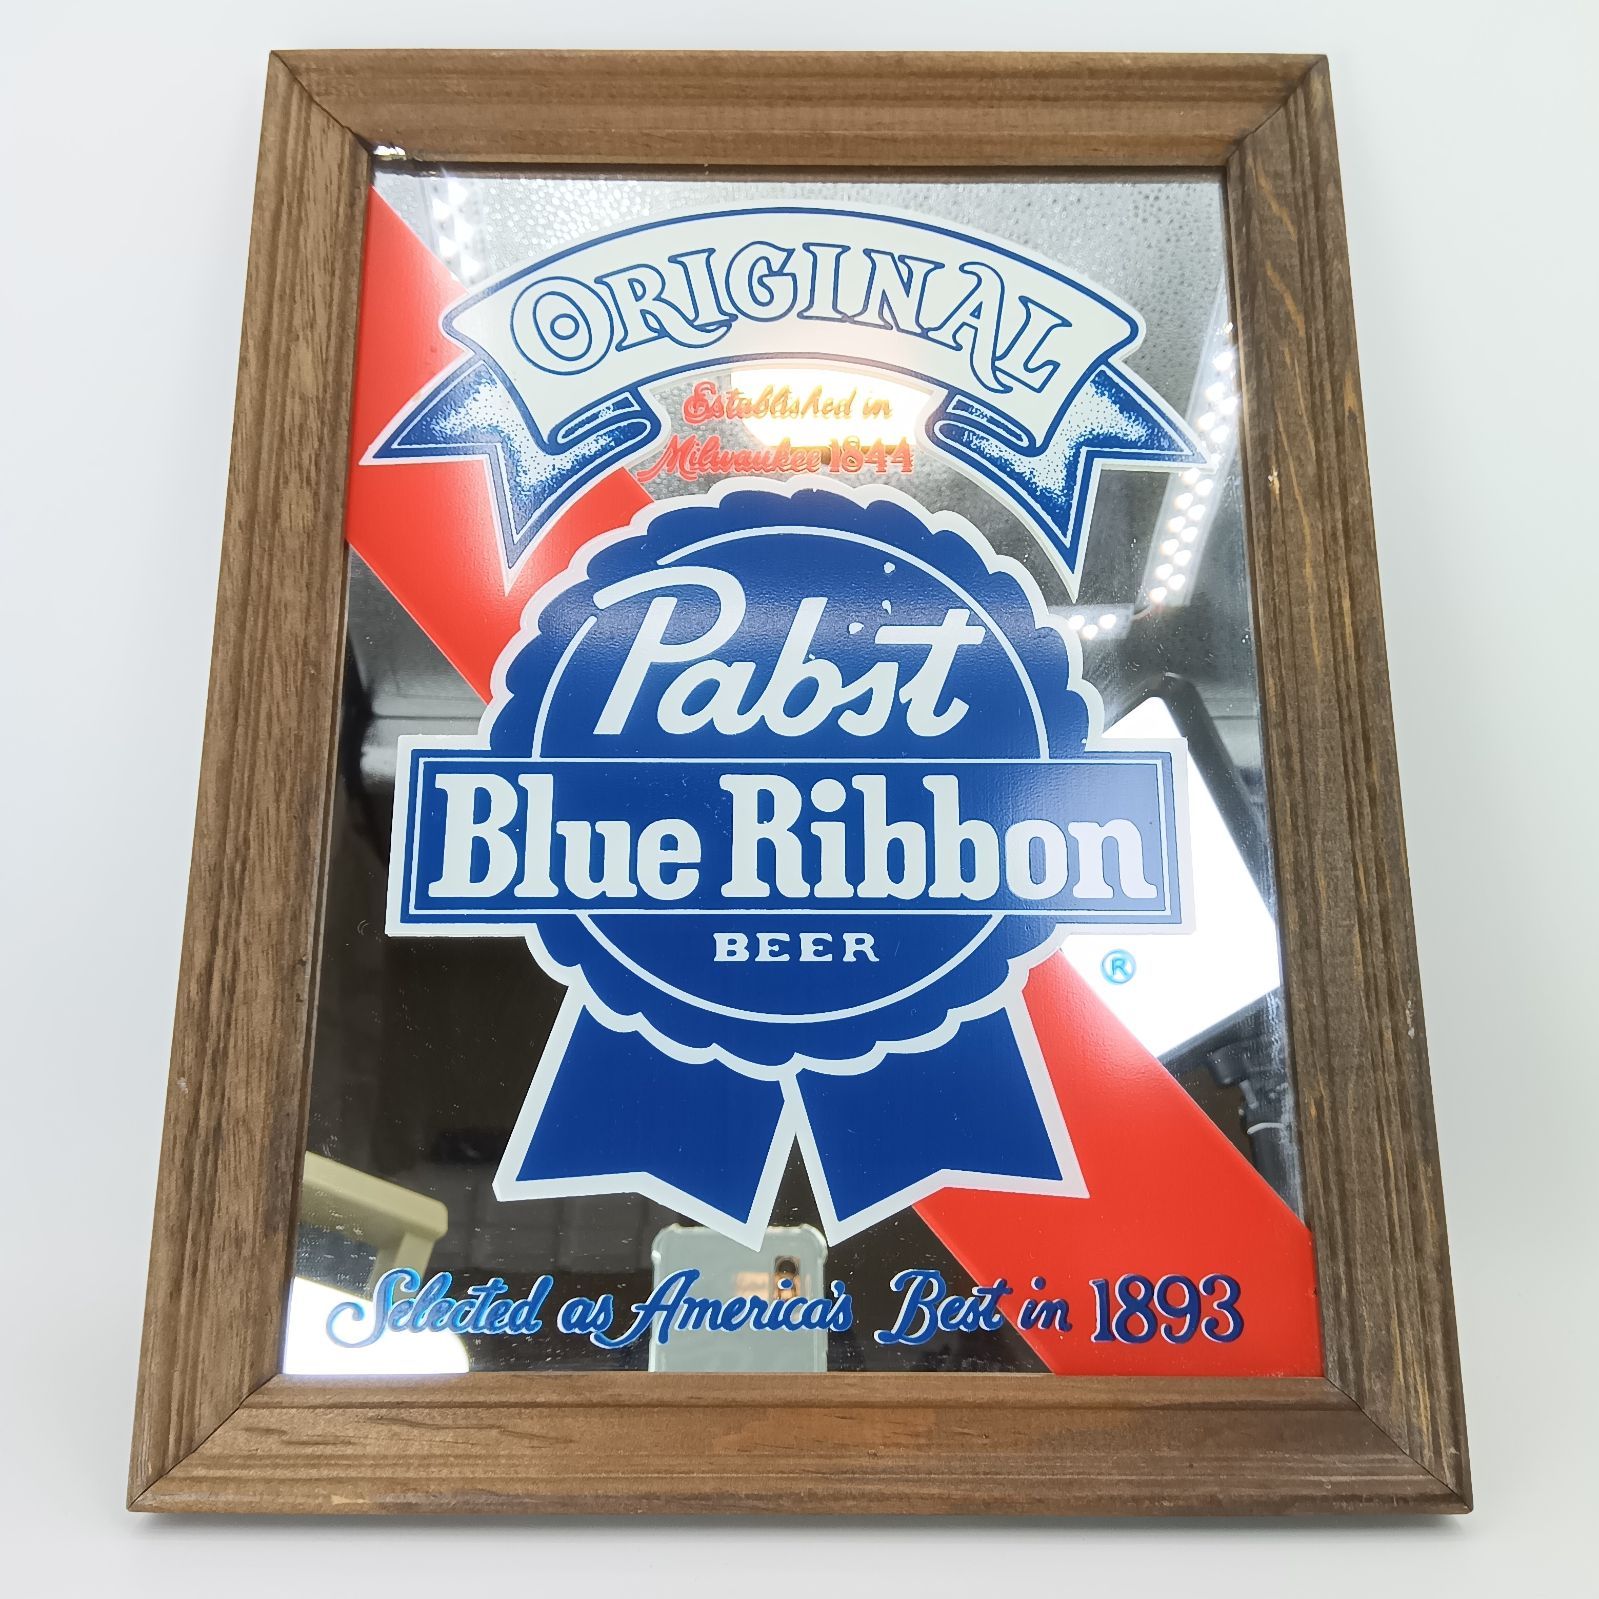 ORIGINAL
Established in
Milwaukee 1844
Pabst
Blue Ribbon
BEER
®
Selected as America's Best in 1893